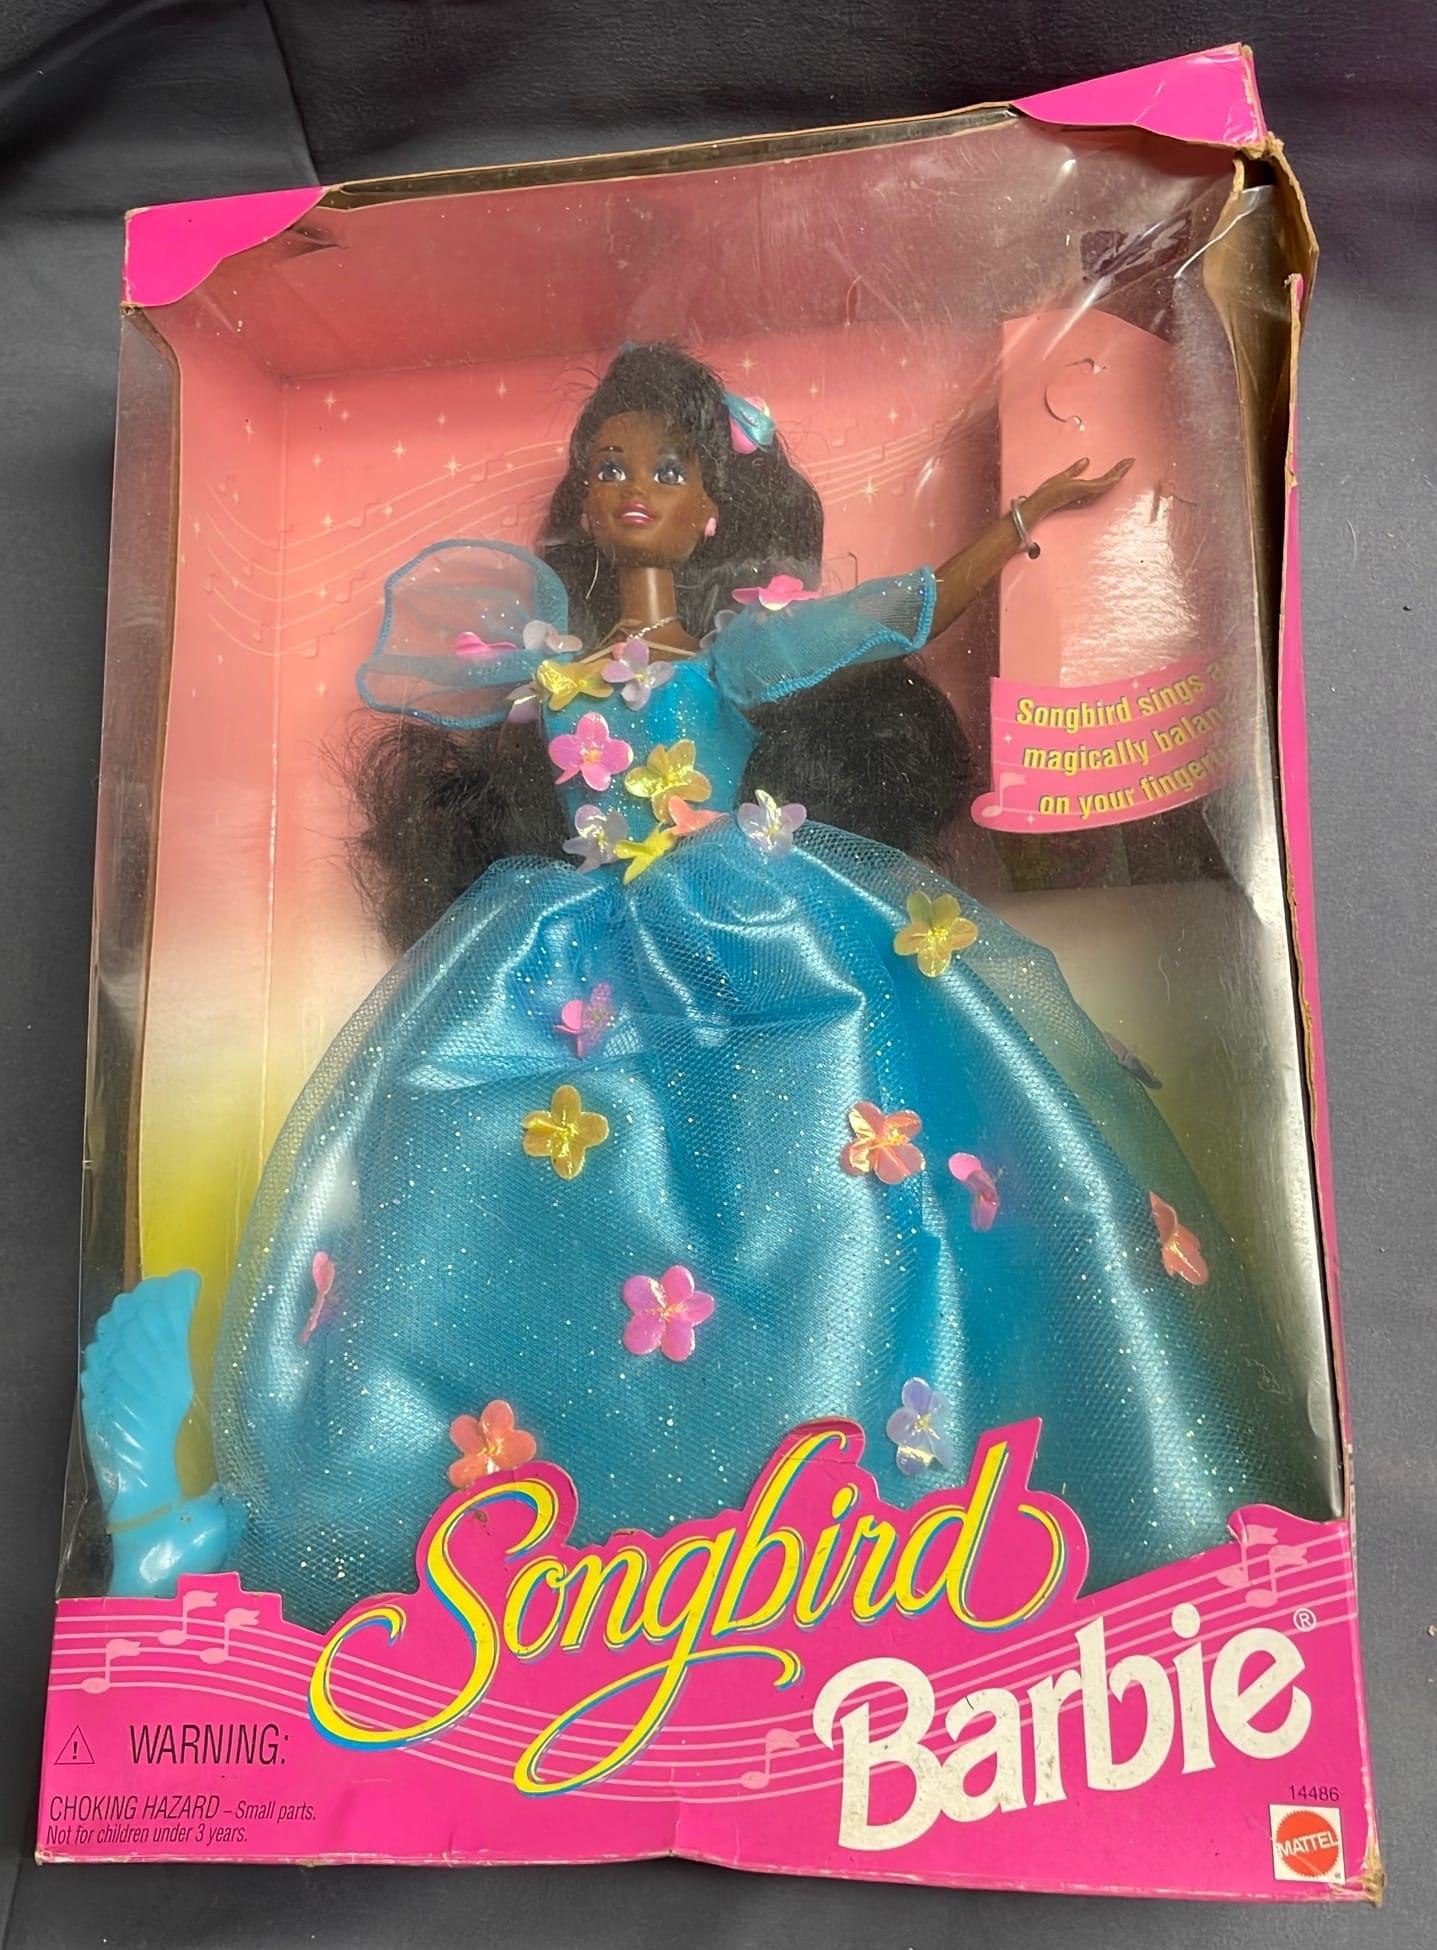 Songbird sings
magically
on your
Songbird
Barbie®
WARNING:
CHOKING HAZARD – Small parts.
Not for children under 3 years.
14486
MATTEL